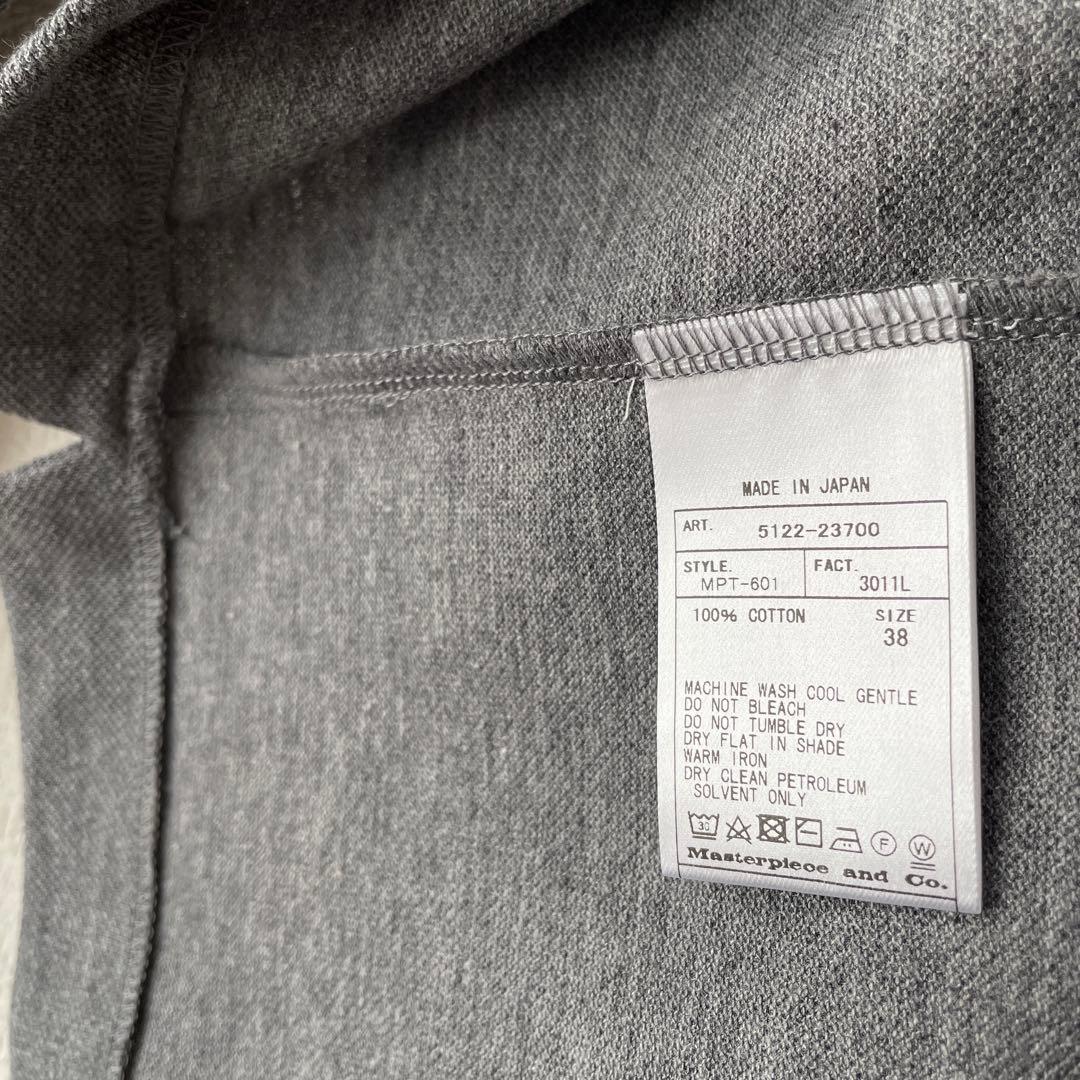 MADE IN JAPAN
ART. 5122-23700
STYLE. FACT.
MPT-601 3011L
100% COTTON SIZE
38
MACHINE WASH COOL GENTLE
DO NOT BLEACH
DO NOT TUMBLE DRY
DRY FLAT IN SHADE
WARM IRON
DRY CLEAN PETROLEUM
SOLVENT ONLY
30 F W
Masterpiece and Co.